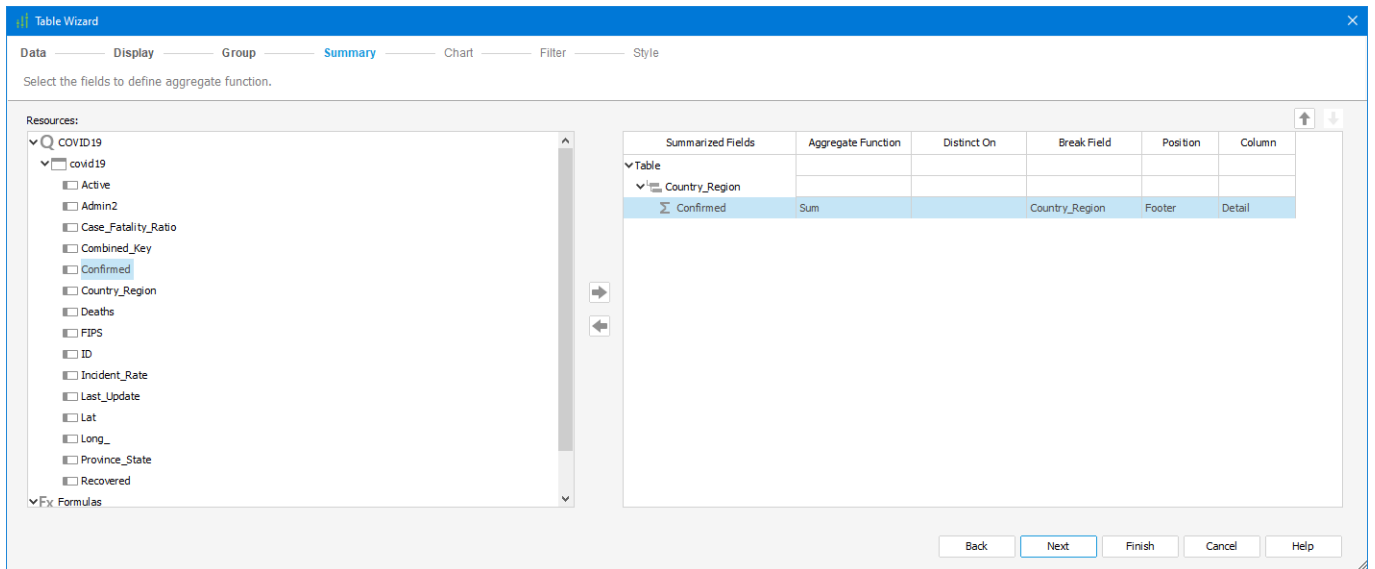 Table Wizard
Data Display Group Summary Chart Filter Style
Select the fields to define aggregate function.
Resources:
COVID19
covid19
Active
Admin2
Case_Fatality_Ratio
Combined_Key
Confirmed
Country_Region
Deaths
FIPS
ID
Incident_Rate
Last_Update
Lat
Long_
Province_State
Recovered
Fx Formulas
Summarized Fields Aggregate Function Distinct On Break Field Position Column
Table
Country_Region
Σ Confirmed Sum Country_Region Footer Detail
Back Next Finish Cancel Help